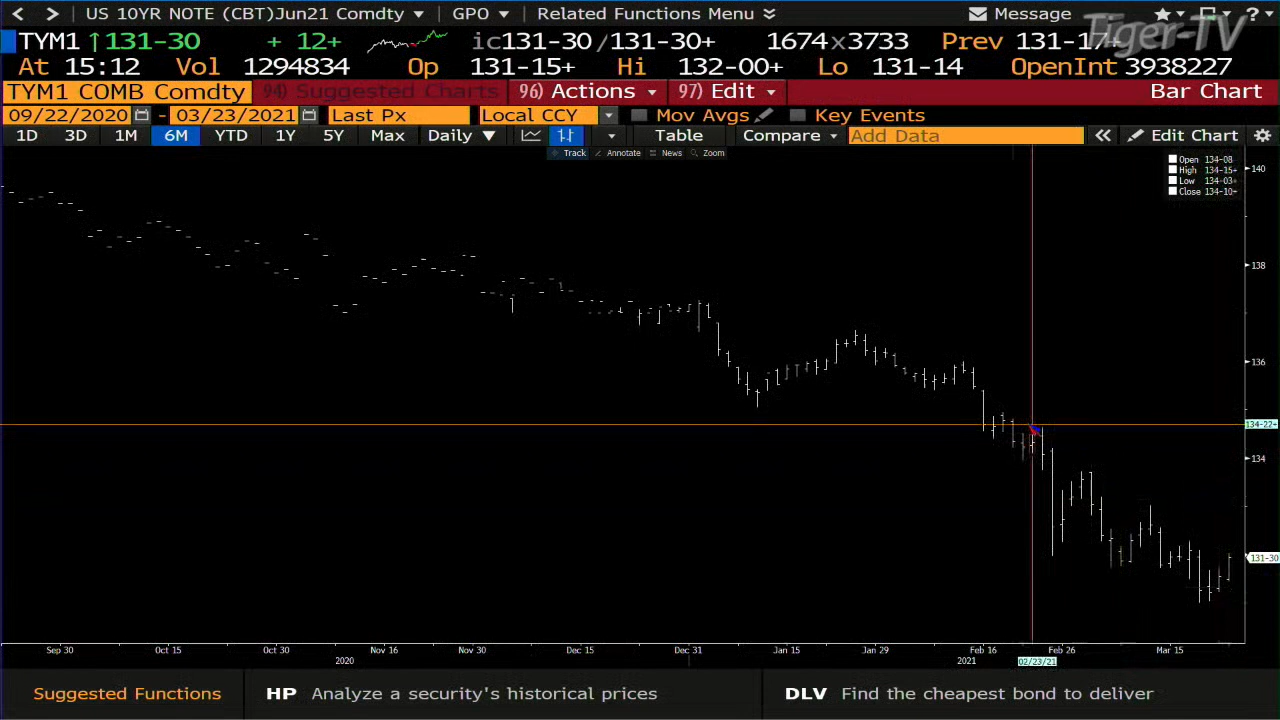 US 10YR NOTE (CBT)Jun21 Comdty GPO Related Functions Menu Message ?
TYM1 ↑131-30 + 12+ ic131-30 /131-30+ 1674x3733 Prev 131-17+
Tiger-TV
At 15:12 Vol 1294834 Op 131-15+ Hi 132-00+ Lo 131-14 OpenInt 3938227
TYM1 COMB Comdty 94) Suggested Charts 96) Actions 97) Edit Bar Chart
09/22/2020 - 03/23/2021 Last Px Local CCY Mov Avgs Key Events
1D 3D 1M 6M YTD 1Y 5Y Max Daily Table Compare Add Data Edit Chart
Track Annotate News Zoom
Open 134-08
High 134-15+
Low 134-03+
Close 134-10+
140
138
136
134-22+
134
131-30
Sep 30 Oct 15 Oct 30 Nov 16 Nov 30 Dec 15 Dec 31 Jan 15 Jan 29 Feb 16 Feb 26 Mar 15
2020 2021 02/23/21
Suggested Functions HP Analyze a security's historical prices DLV Find the cheapest bond to deliver